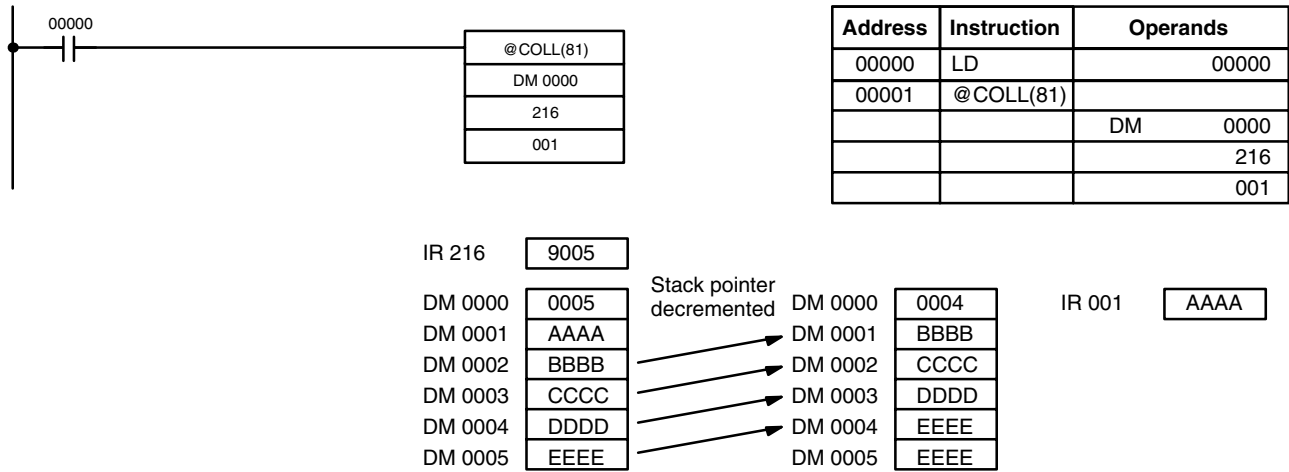 00000
@COLL(81)
DM 0000
216
001
Address Instruction Operands
00000 LD 00000
00001 @COLL(81)
DM 0000
216
001
IR 216 9005
Stack pointer
decremented
DM 0000 0005
DM 0001 AAAA
DM 0002 BBBB
DM 0003 CCCC
DM 0004 DDDD
DM 0005 EEEE
DM 0000 0004
DM 0001 BBBB
DM 0002 CCCC
DM 0003 DDDD
DM 0004 EEEE
DM 0005 EEEE
IR 001 AAAA